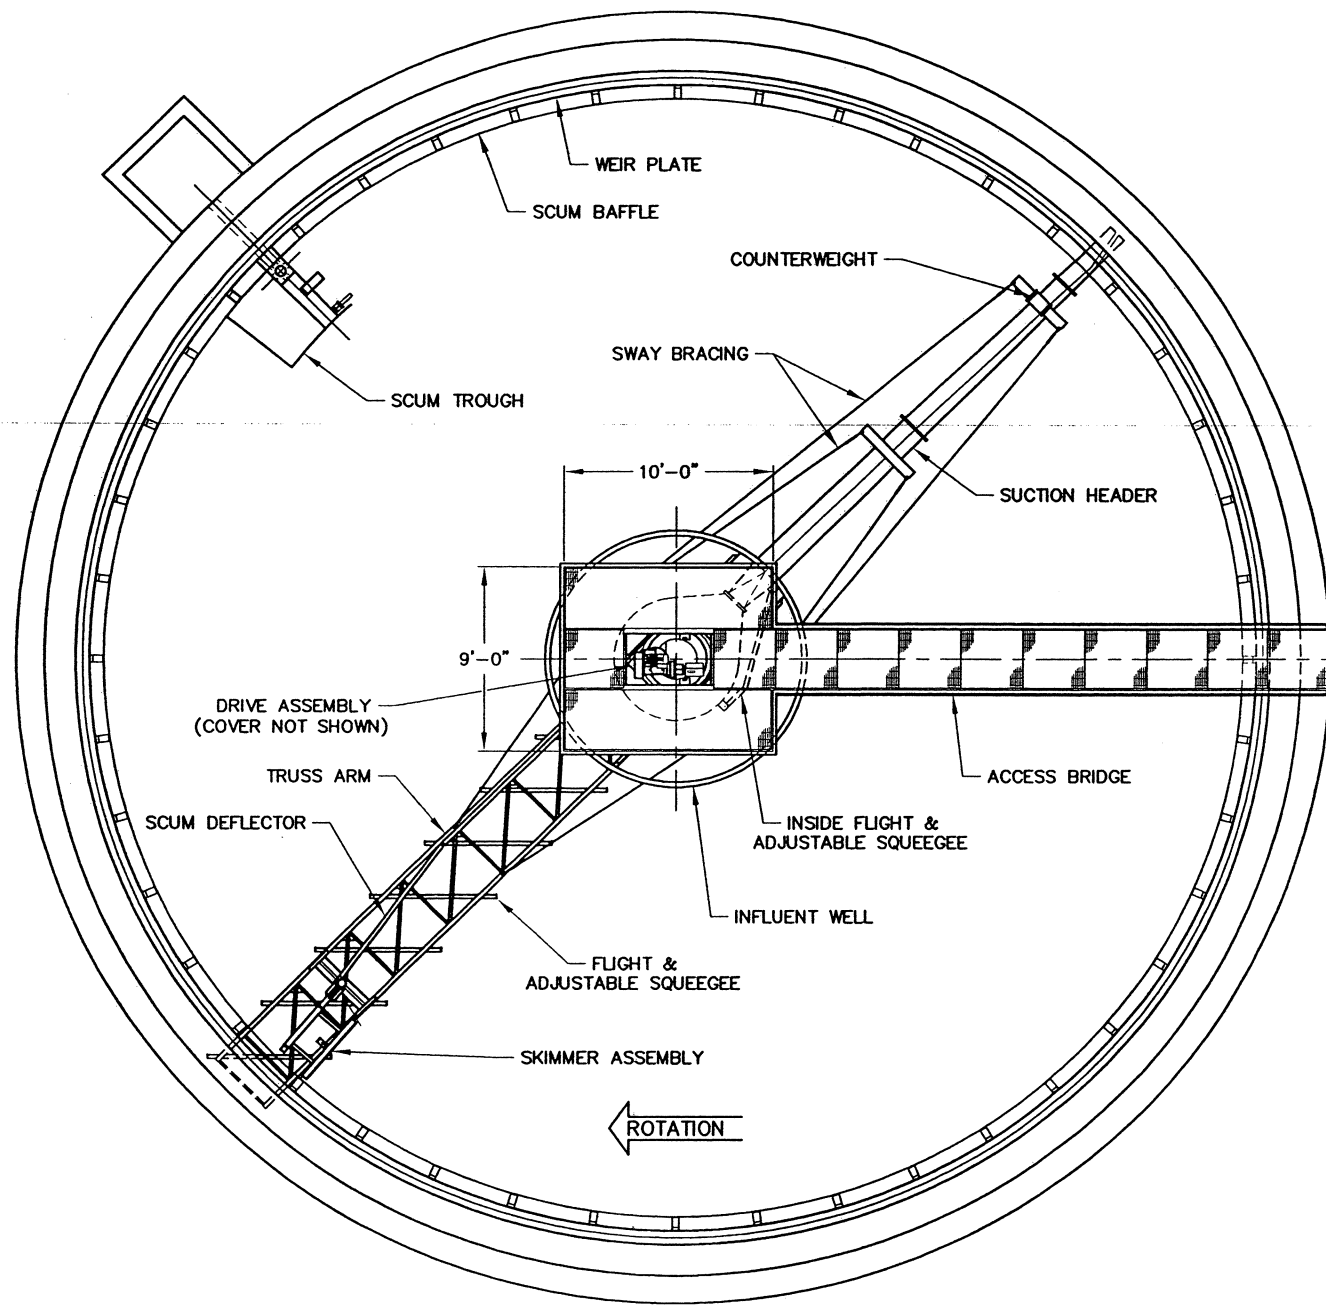 WEIR PLATE
SCUM BAFFLE
COUNTERWEIGHT
SWAY BRACING
SCUM TROUGH
10'-0"
SUCTION HEADER
9'-0"
DRIVE ASSEMBLY
(COVER NOT SHOWN)
TRUSS ARM
ACCESS BRIDGE
SCUM DEFLECTOR
INSIDE FLIGHT &
ADJUSTABLE SQUEEGEE
INFLUENT WELL
FLIGHT &
ADJUSTABLE SQUEEGEE
SKIMMER ASSEMBLY
ROTATION